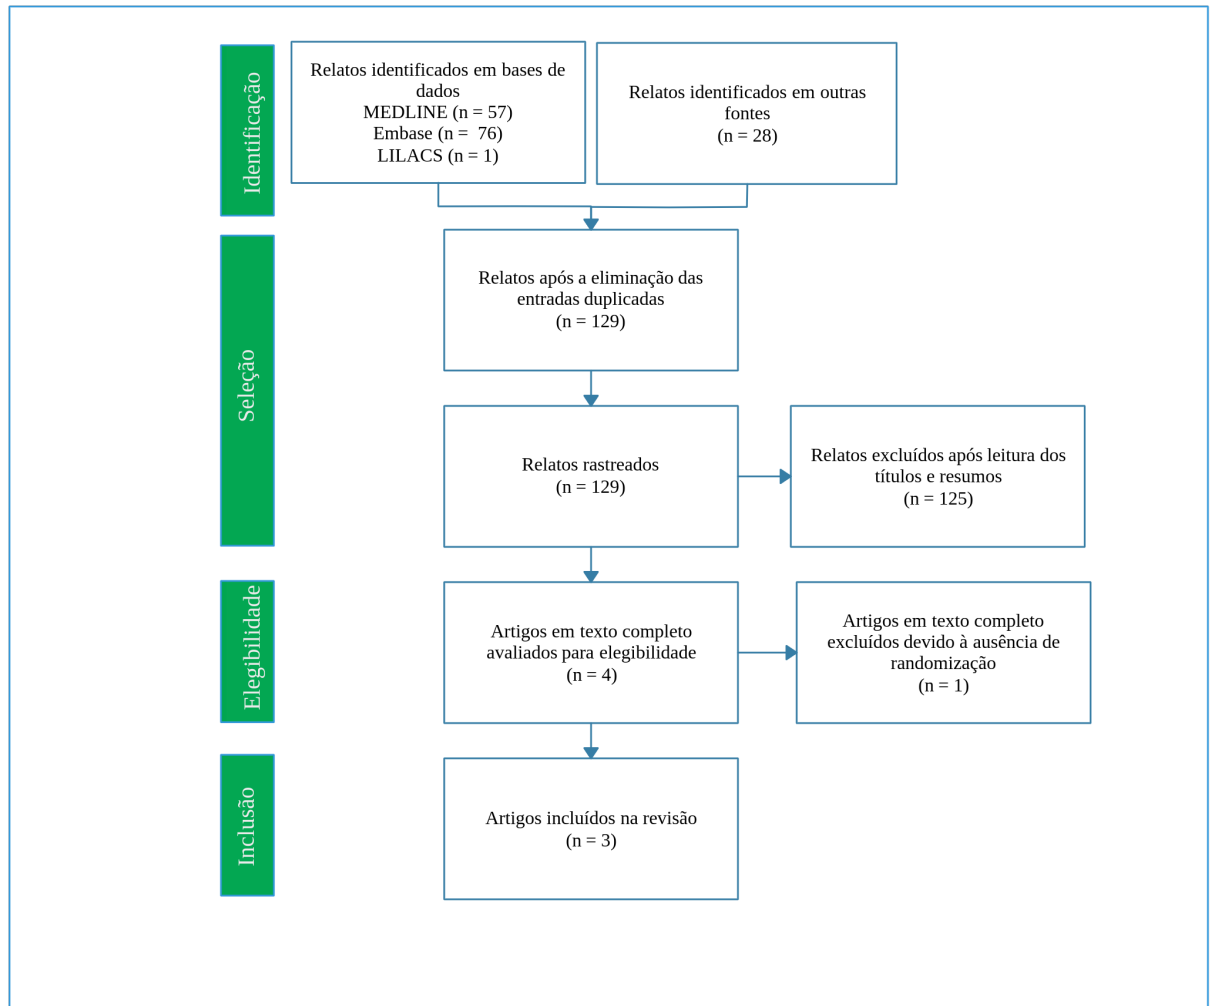 Identificação
Relatos identificados em bases de
dados
MEDLINE (n = 57)
Embase (n =  76)
LILACS (n = 1)
Relatos identificados em outras
fontes
(n = 28)
Seleção
Relatos após a eliminação das
entradas duplicadas
(n = 129)
Relatos rastreados
(n = 129)
Relatos excluídos após leitura dos
títulos e resumos
(n = 125)
Elegibilidade
Artigos em texto completo
avaliados para elegibilidade
(n = 4)
Artigos em texto completo
excluídos devido à ausência de
randomização
(n = 1)
Inclusão
Artigos incluídos na revisão
(n = 3)